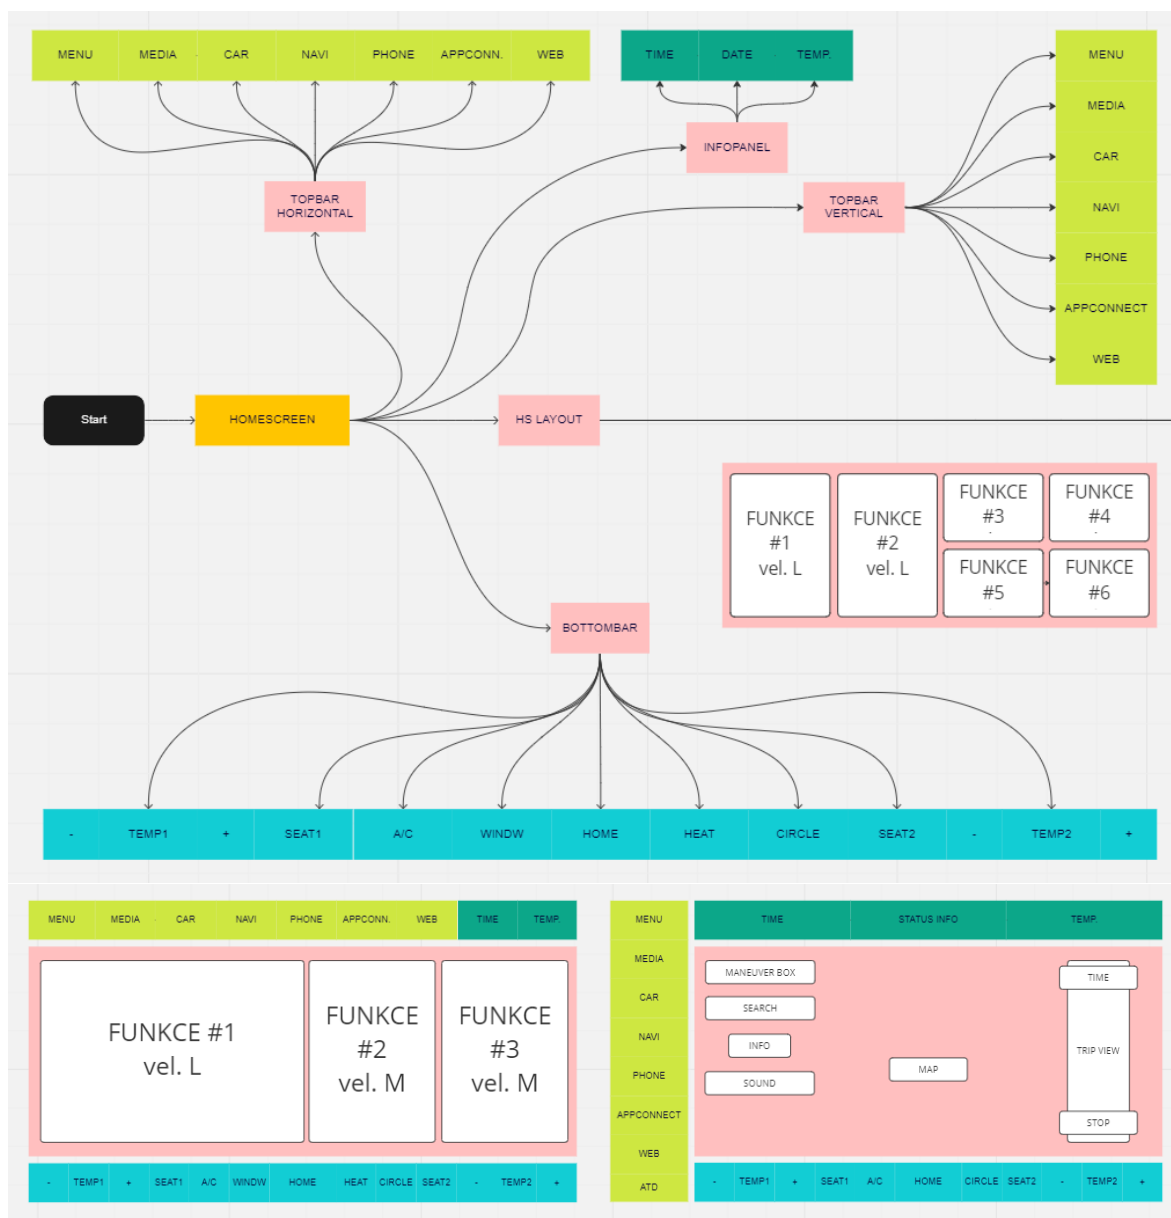 MENU MEDIA CAR NAVI PHONE APPCONN. WEB
TIME DATE TEMP.
MENU
MEDIA
CAR
NAVI
PHONE
APPCONNECT
WEB
INFOPANEL
TOPBAR
HORIZONTAL
TOPBAR
VERTICAL
Start
HOMESCREEN
HS LAYOUT
FUNKCE
#1
vel. L
FUNKCE
#2
vel. L
FUNKCE
#3
FUNKCE
#4
FUNKCE
#5
FUNKCE
#6
BOTTOMBAR
- TEMP1 + SEAT1 A/C WINDW HOME HEAT CIRCLE SEAT2 - TEMP2 +
MENU MEDIA CAR NAVI PHONE APPCONN. WEB TIME TEMP.
FUNKCE #1
vel. L
FUNKCE
#2
vel. M
FUNKCE
#3
vel. M
- TEMP1 + SEAT1 A/C WINDW HOME HEAT CIRCLE SEAT2 - TEMP2 +
MENU
MEDIA
CAR
NAVI
PHONE
APPCONNECT
WEB
ATD
TIME STATUS INFO TEMP.
MANEUVER BOX
SEARCH
INFO
SOUND
MAP
TIME
TRIP VIEW
STOP
- TEMP1 + SEAT1 A/C HOME CIRCLE SEAT2 - TEMP2 +